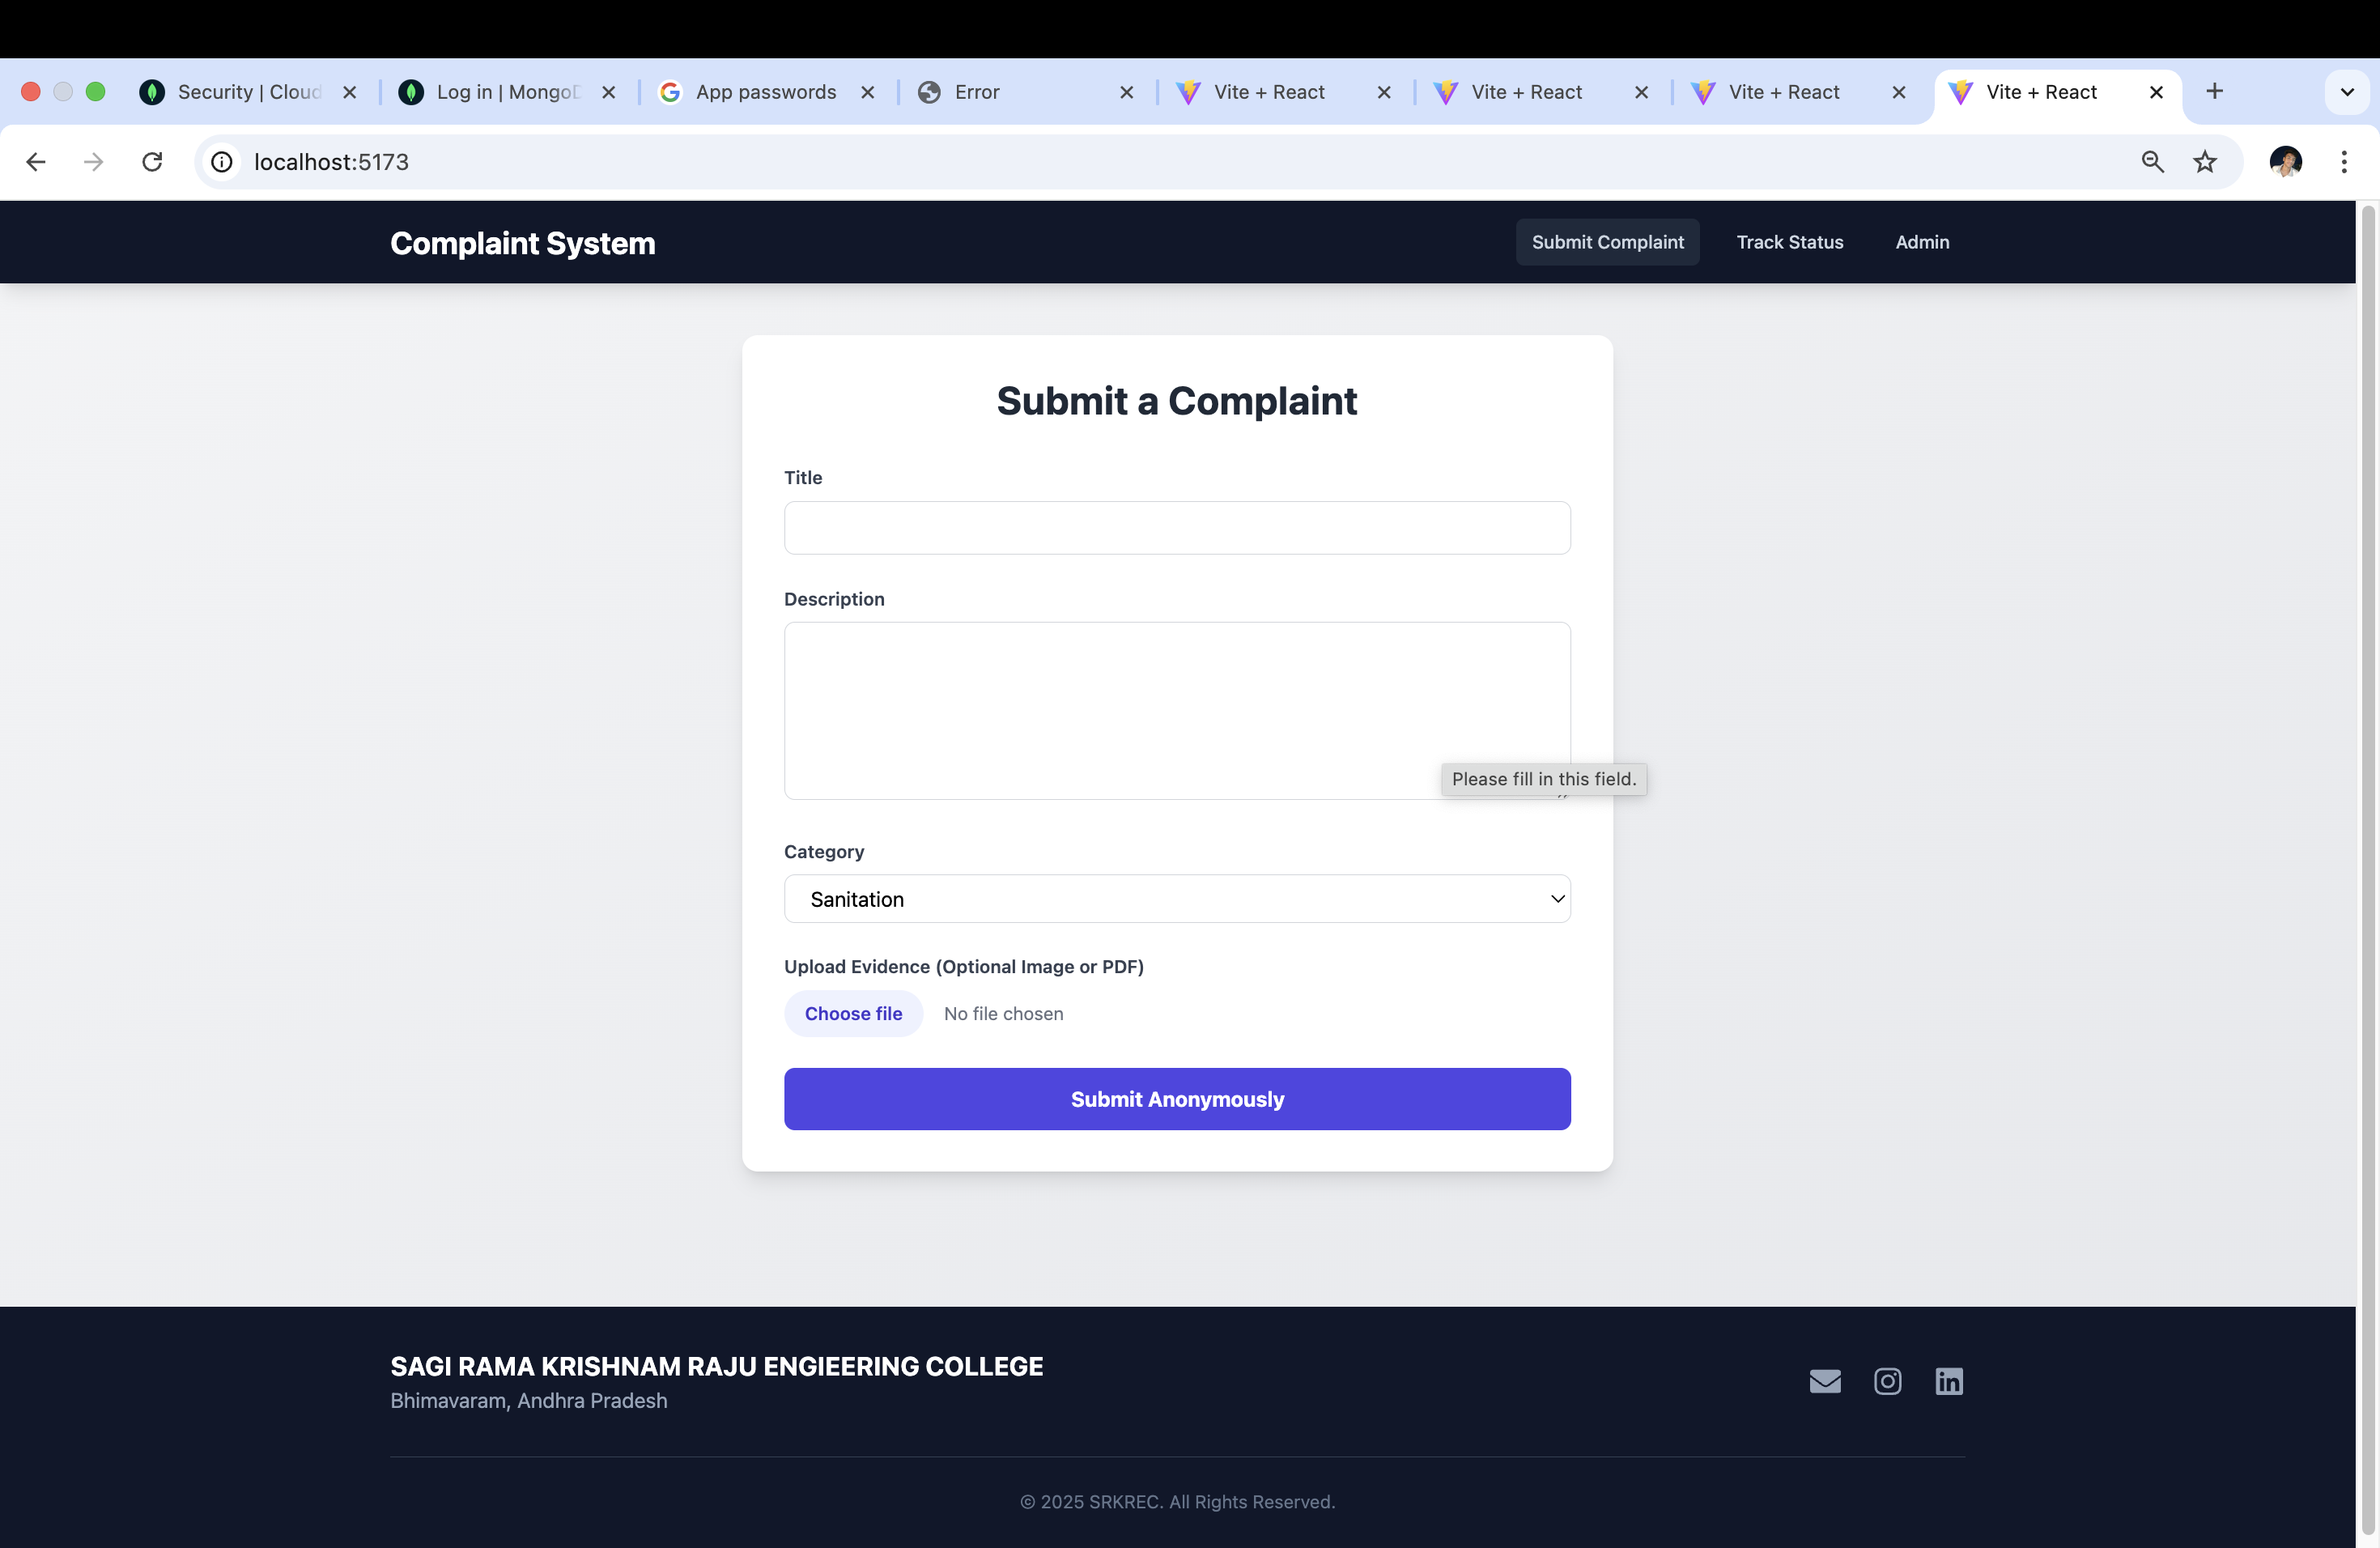 Security | Cloud
Log in | MongoD
App passwords
Error
Vite + React
Vite + React
Vite + React
Vite + React
localhost:5173
Complaint System
Submit Complaint
Track Status
Admin
Submit a Complaint
Title
Description
Please fill in this field.
Category
Sanitation
Upload Evidence (Optional Image or PDF)
Choose file No file chosen
Submit Anonymously
SAGI RAMA KRISHNAM RAJU ENGIEERING COLLEGE
Bhimavaram, Andhra Pradesh
© 2025 SRKREC. All Rights Reserved.